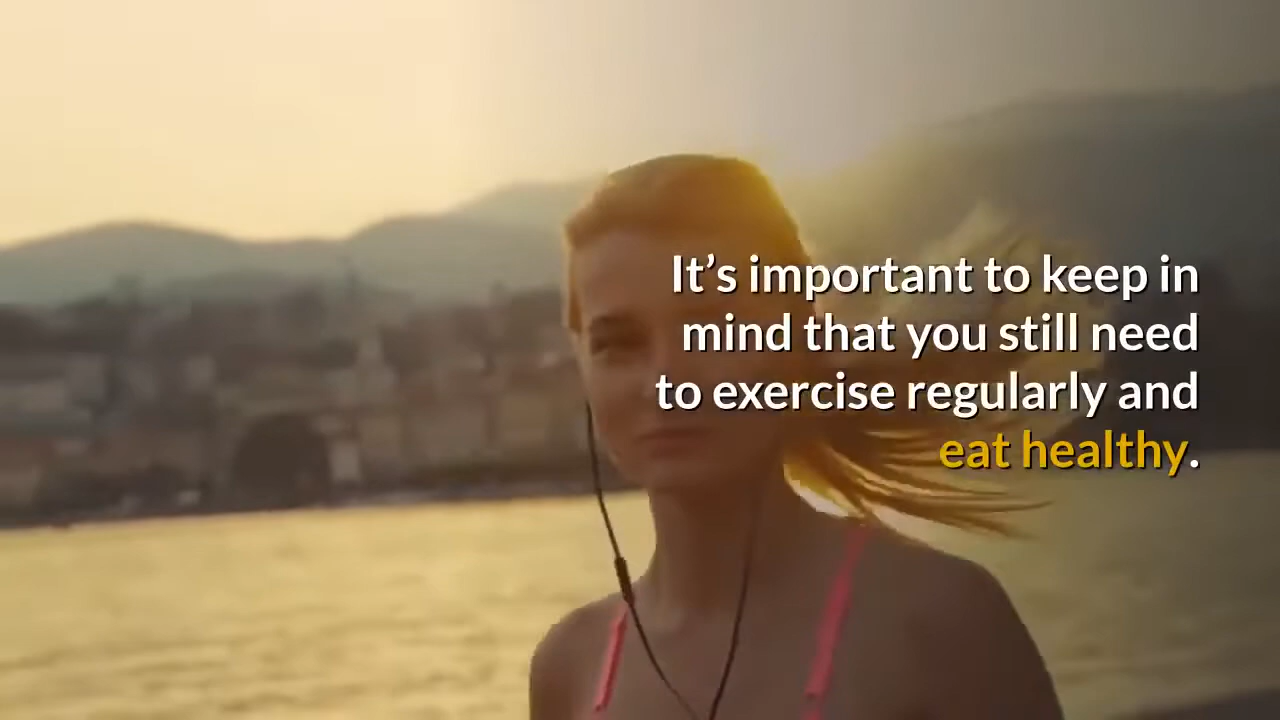 It’s important to keep in
mind that you still need
to exercise regularly and
eat healthy.